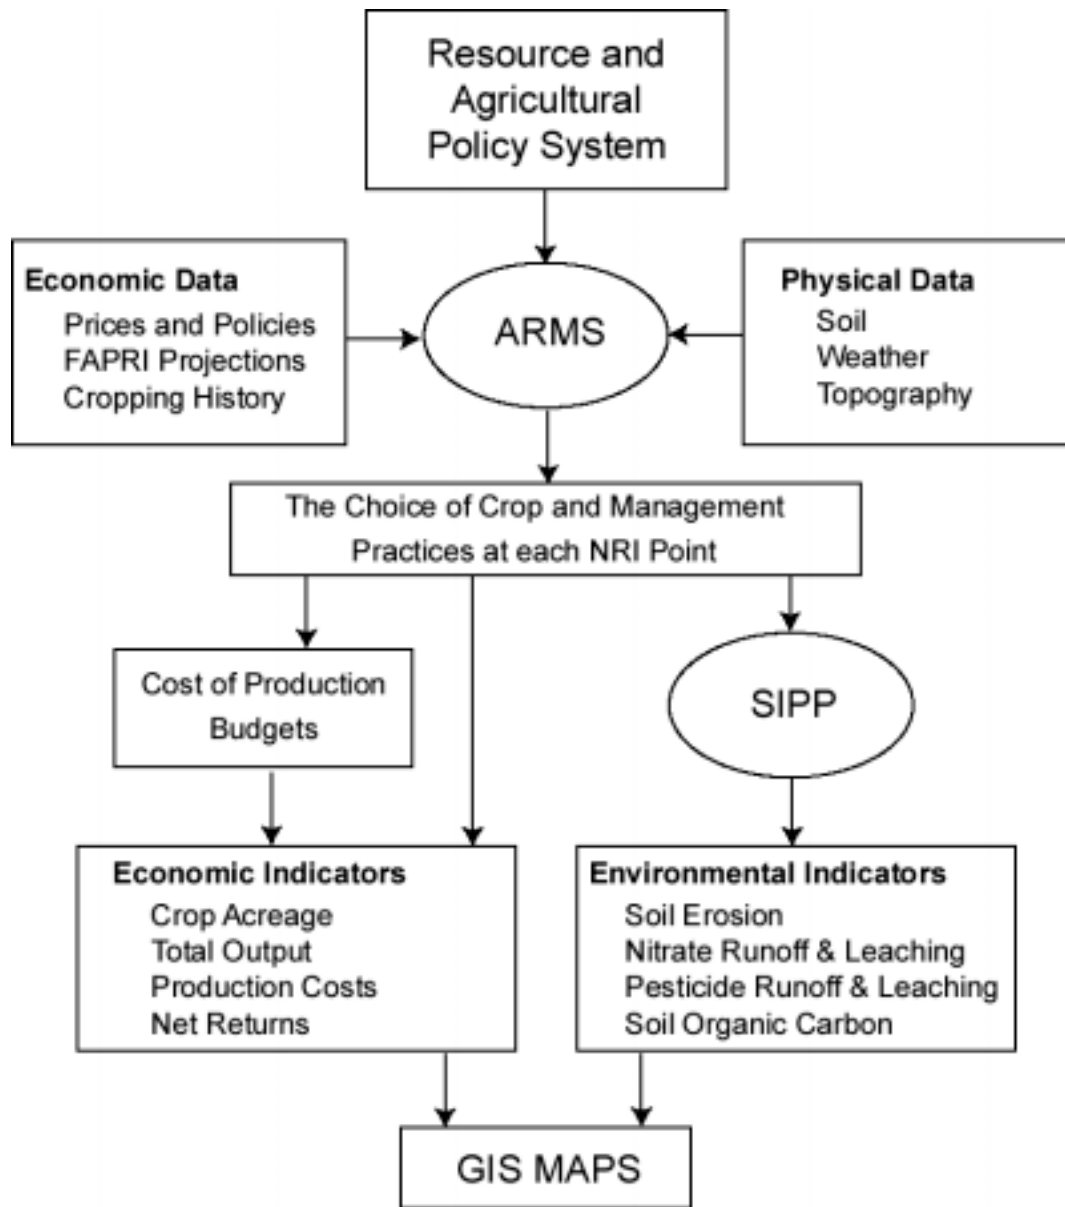 Resource and
Agricultural
Policy System
Economic Data
Prices and Policies
FAPRI Projections
Cropping History
ARMS
Physical Data
Soil
Weather
Topography
The Choice of Crop and Management
Practices at each NRI Point
Cost of Production
Budgets
SIPP
Economic Indicators
Crop Acreage
Total Output
Production Costs
Net Returns
Environmental Indicators
Soil Erosion
Nitrate Runoff & Leaching
Pesticide Runoff & Leaching
Soil Organic Carbon
GIS MAPS